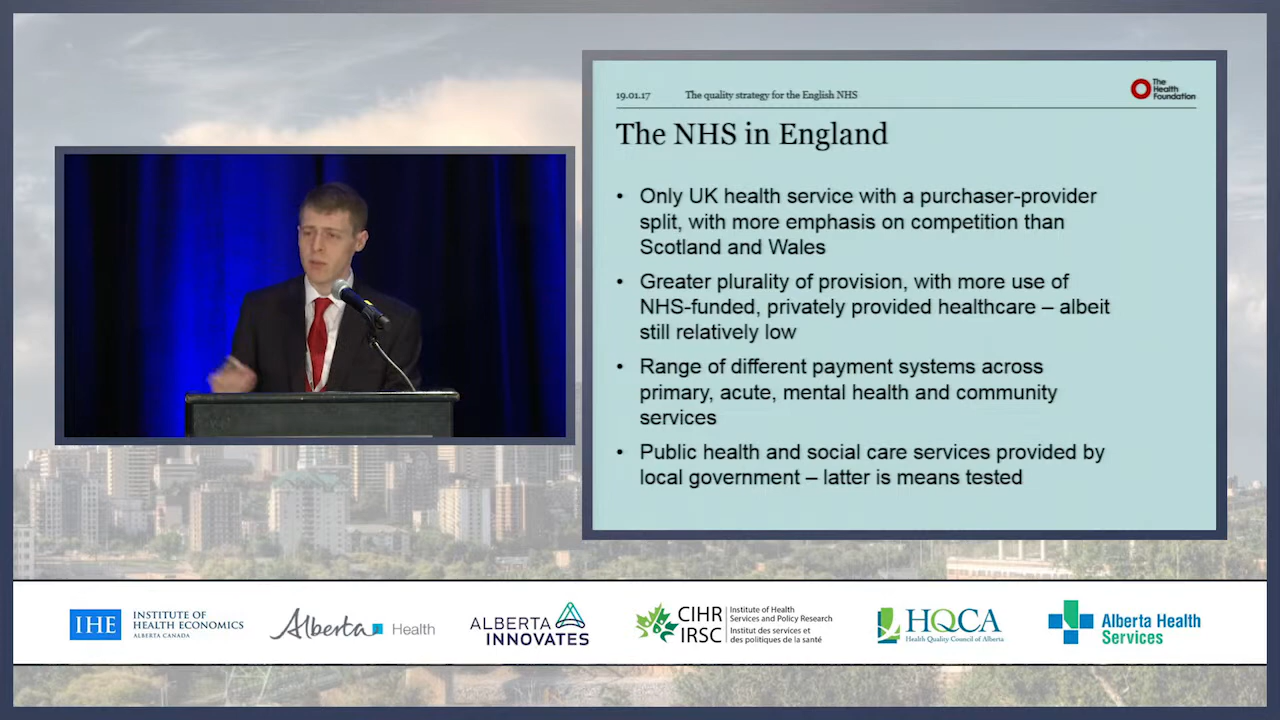 19.01.17 The quality strategy for the English NHS
The
Health
Foundation
The NHS in England
• Only UK health service with a purchaser-provider
split, with more emphasis on competition than
Scotland and Wales
• Greater plurality of provision, with more use of
NHS-funded, privately provided healthcare – albeit
still relatively low
• Range of different payment systems across
primary, acute, mental health and community
services
• Public health and social care services provided by
local government – latter is means tested
IHE
INSTITUTE OF
HEALTH ECONOMICS
ALBERTA CANADA
Alberta Health
ALBERTA
INNOVATES
CIHR
IRSC
Institute of Health
Services and Policy Research
Institut des services et
des politiques de la santé
HQCA
Health Quality Council of Alberta
Alberta Health
Services